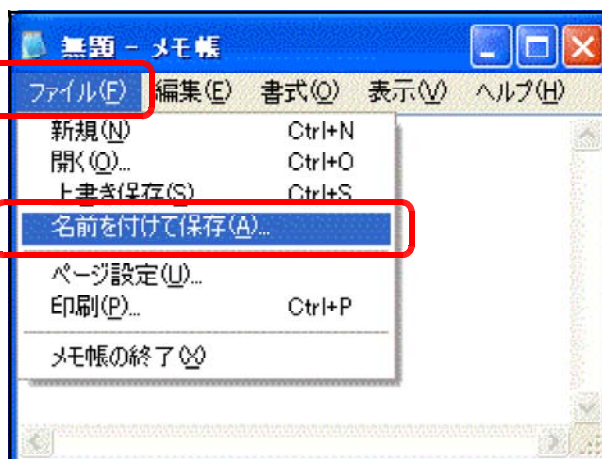 無題 - メモ帳
ファイル(F) 編集(E) 書式(O) 表示(V) ヘルプ(H)
新規(N) Ctrl+N
開く(O)... Ctrl+O
上書き保存(S) Ctrl+S
名前を付けて保存(A)...
ページ設定(U)...
印刷(P)... Ctrl+P
メモ帳の終了(X)